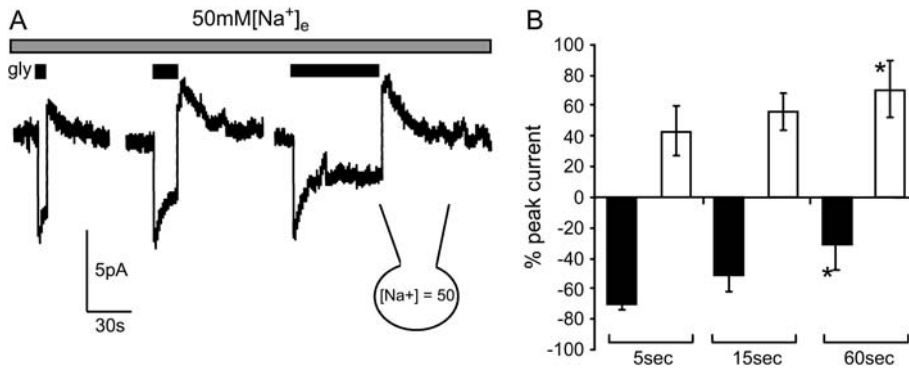 A
50mM[Na⁺]ₑ
gly
5pA
30s
[Na+] = 50
B
% peak current
100
80
60
40
20
0
-20
-40
-60
-80
-100
*
*
5sec
15sec
60sec